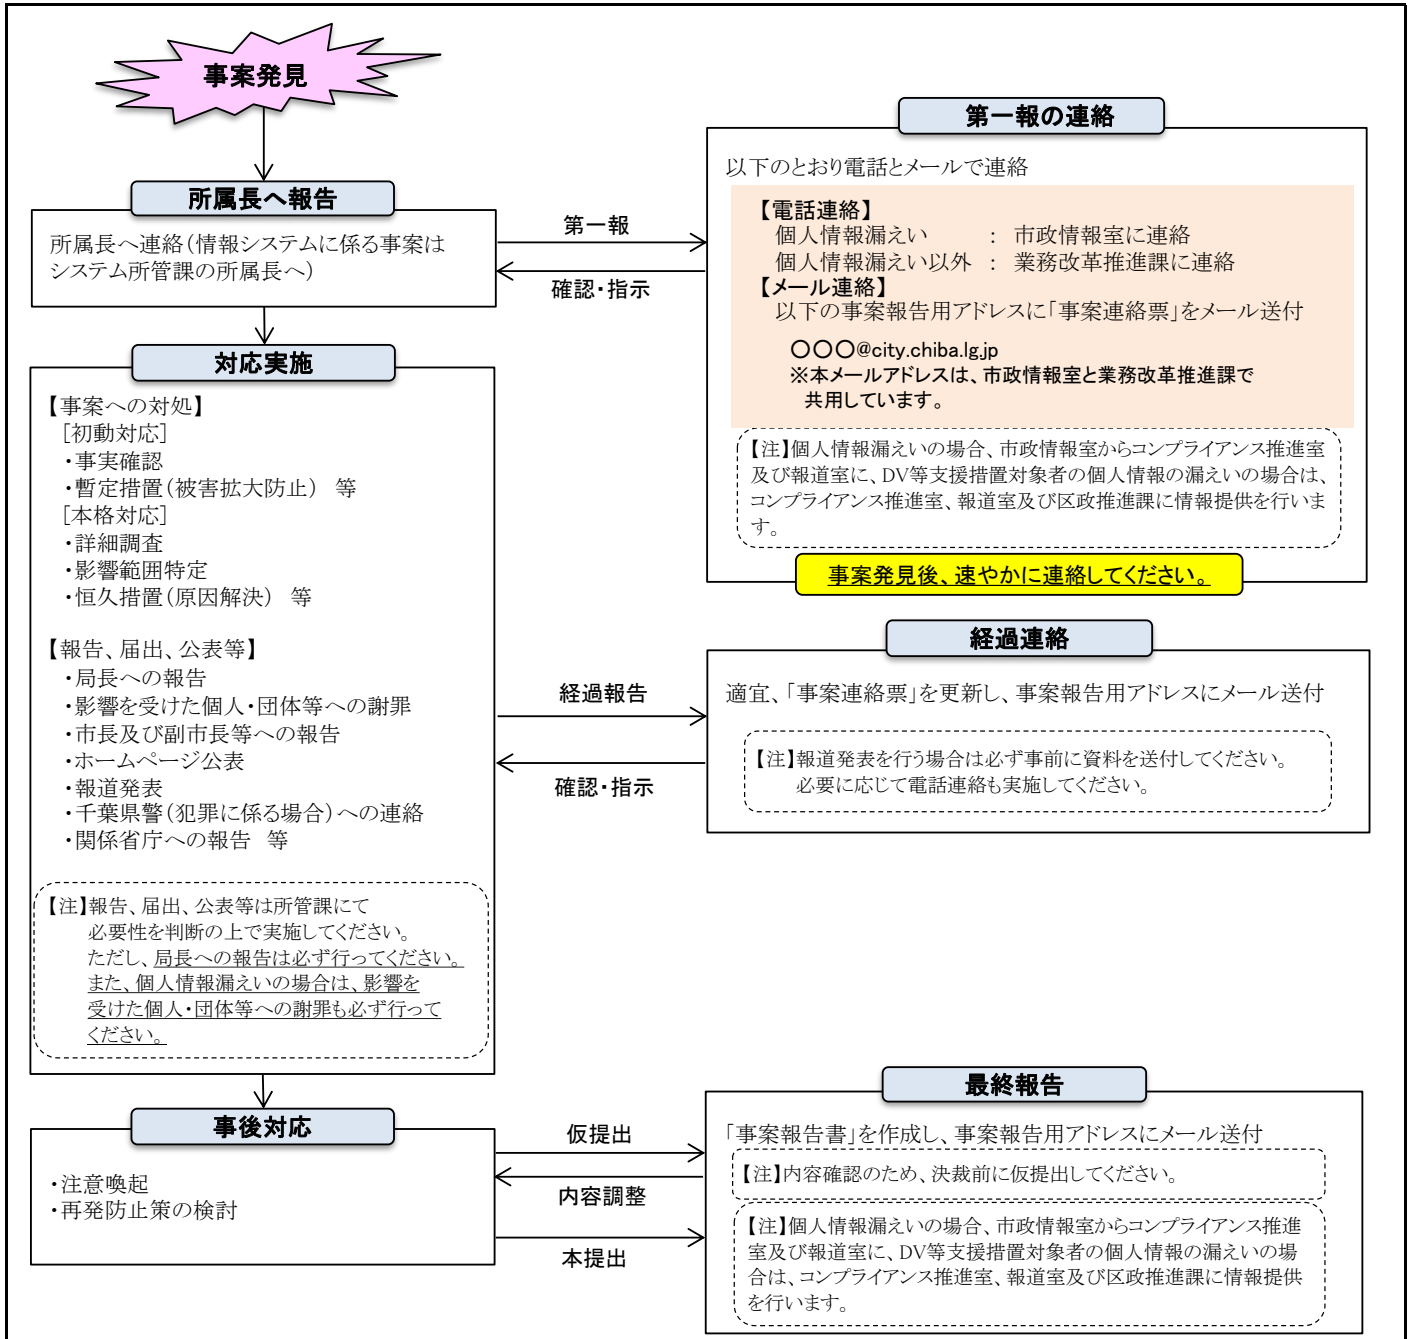 事案発見
所属長へ報告
所属長へ連絡(情報システムに係る事案は
システム所管課の所属長へ)
第一報
確認・指示
第一報の連絡
以下のとおり電話とメールで連絡
【電話連絡】
個人情報漏えい : 市政情報室に連絡
個人情報漏えい以外 : 業務改革推進課に連絡
【メール連絡】
以下の事案報告用アドレスに「事案連絡票」をメール送付
〇〇〇@city.chiba.lg.jp
※本メールアドレスは、市政情報室と業務改革推進課で
共用しています。
【注】個人情報漏えいの場合、市政情報室からコンプライアンス推進室
及び報道室に、DV等支援措置対象者の個人情報の漏えいの場合は、
コンプライアンス推進室、報道室及び区政推進課に情報提供を行いま
す。
事案発見後、速やかに連絡してください。
対応実施
【事案への対処】
[初動対応]
・事実確認
・暫定措置(被害拡大防止) 等
[本格対応]
・詳細調査
・影響範囲特定
・恒久措置(原因解決) 等
【報告、届出、公表等】
・局長への報告
・影響を受けた個人・団体等への謝罪
・市長及び副市長等への報告
・ホームページ公表
・報道発表
・千葉県警(犯罪に係る場合)への連絡
・関係省庁への報告 等
【注】報告、届出、公表等は所管課にて
必要性を判断の上で実施してください。
ただし、局長への報告は必ず行ってください。
また、個人情報漏えいの場合は、影響を
受けた個人・団体等への謝罪も必ず行って
ください。
経過報告
確認・指示
経過連絡
適宜、「事案連絡票」を更新し、事案報告用アドレスにメール送付
【注】報道発表を行う場合は必ず事前に資料を送付してください。
必要に応じて電話連絡も実施してください。
事後対応
・注意喚起
・再発防止策の検討
仮提出
内容調整
本提出
最終報告
「事案報告書」を作成し、事案報告用アドレスにメール送付
【注】内容確認のため、決裁前に仮提出してください。
【注】個人情報漏えいの場合、市政情報室からコンプライアンス推進
室及び報道室に、DV等支援措置対象者の個人情報の漏えいの場
合は、コンプライアンス推進室、報道室及び区政推進課に情報提供
を行います。